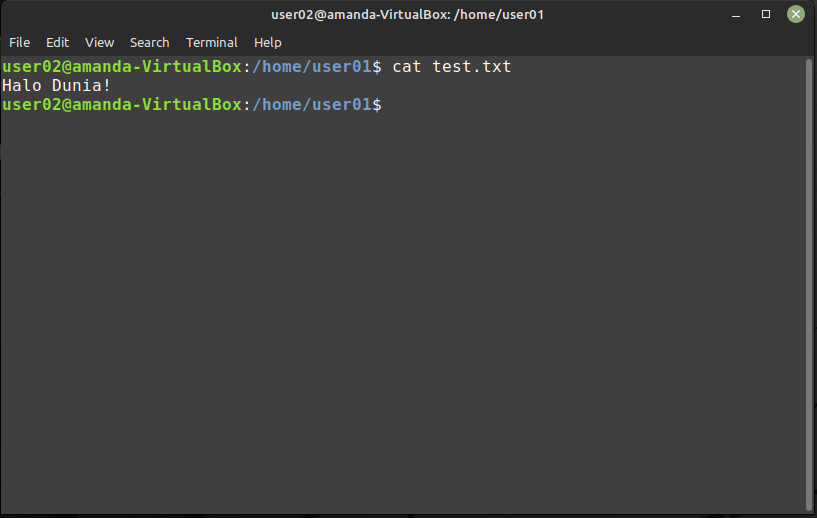 user02@amanda-VirtualBox: /home/user01
File Edit View Search Terminal Help
user02@amanda-VirtualBox:/home/user01$ cat test.txt
Halo Dunia!
user02@amanda-VirtualBox:/home/user01$